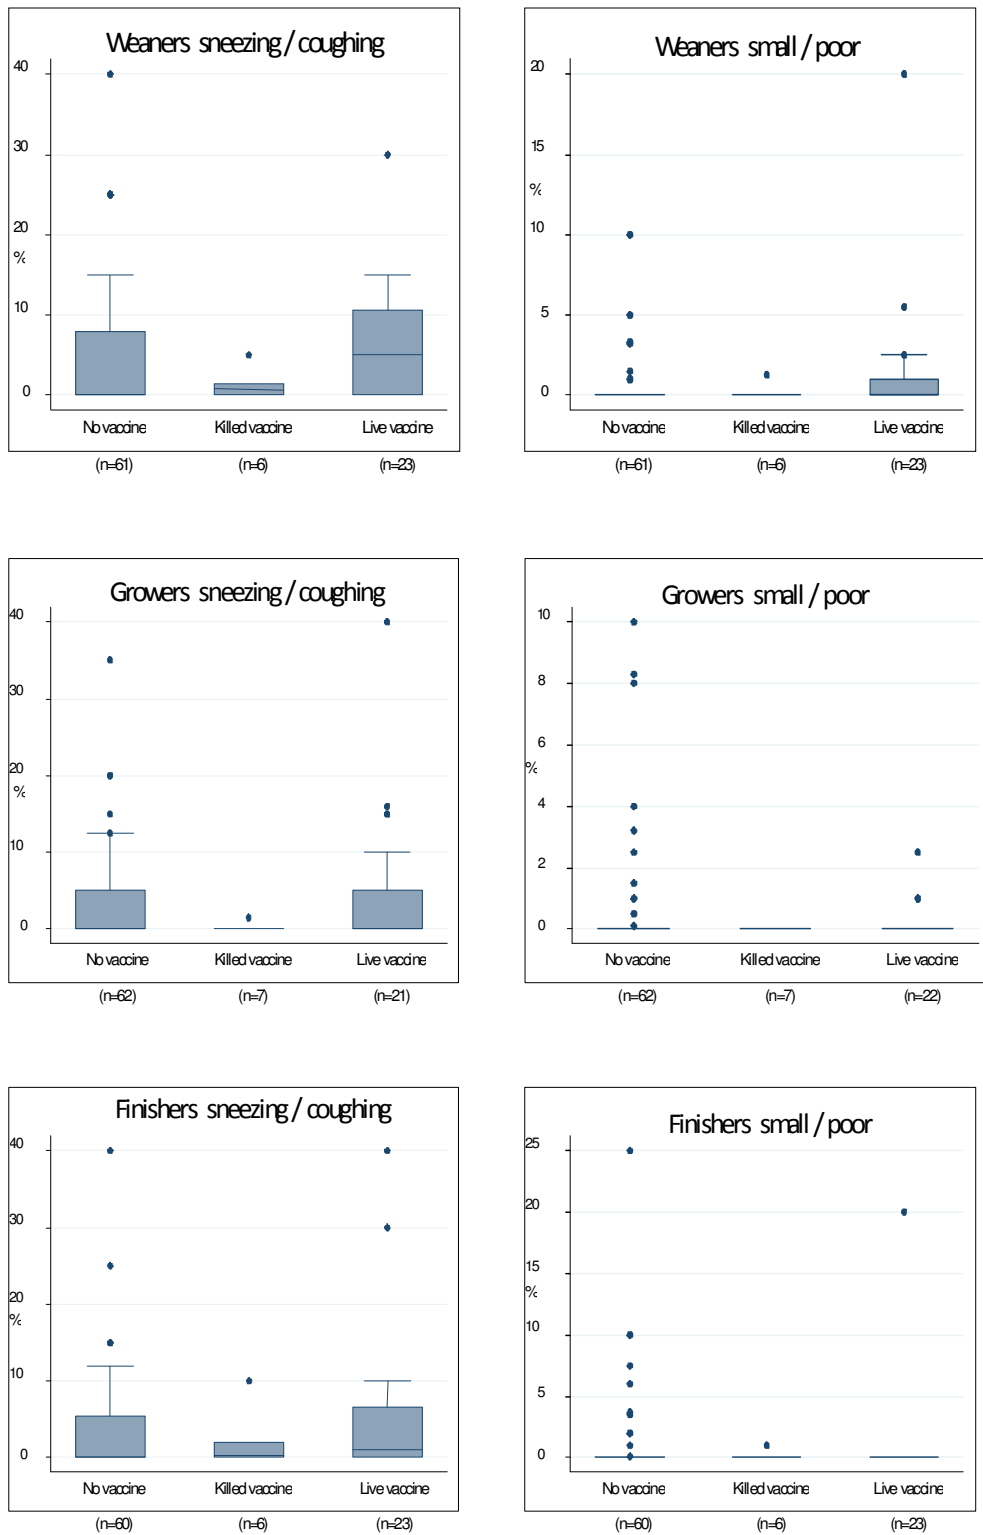 Weaners sneezing / coughing
40
30
20
%
10
0
No vaccine Killed vaccine Live vaccine
(n=61) (n=6) (n=23)
Weaners small / poor
20
15
%
10
5
0
No vaccine Killed vaccine Live vaccine
(n=61) (n=6) (n=23)
Growers sneezing / coughing
40
30
20
%
10
0
No vaccine Killed vaccine Live vaccine
(n=62) (n=7) (n=21)
Growers small / poor
10
8
6
%
4
2
0
No vaccine Killed vaccine Live vaccine
(n=62) (n=7) (n=22)
Finishers sneezing / coughing
40
30
20
%
10
0
No vaccine Killed vaccine Live vaccine
(n=60) (n=6) (n=23)
Finishers small / poor
25
20
15
%
10
5
0
No vaccine Killed vaccine Live vaccine
(n=60) (n=6) (n=23)